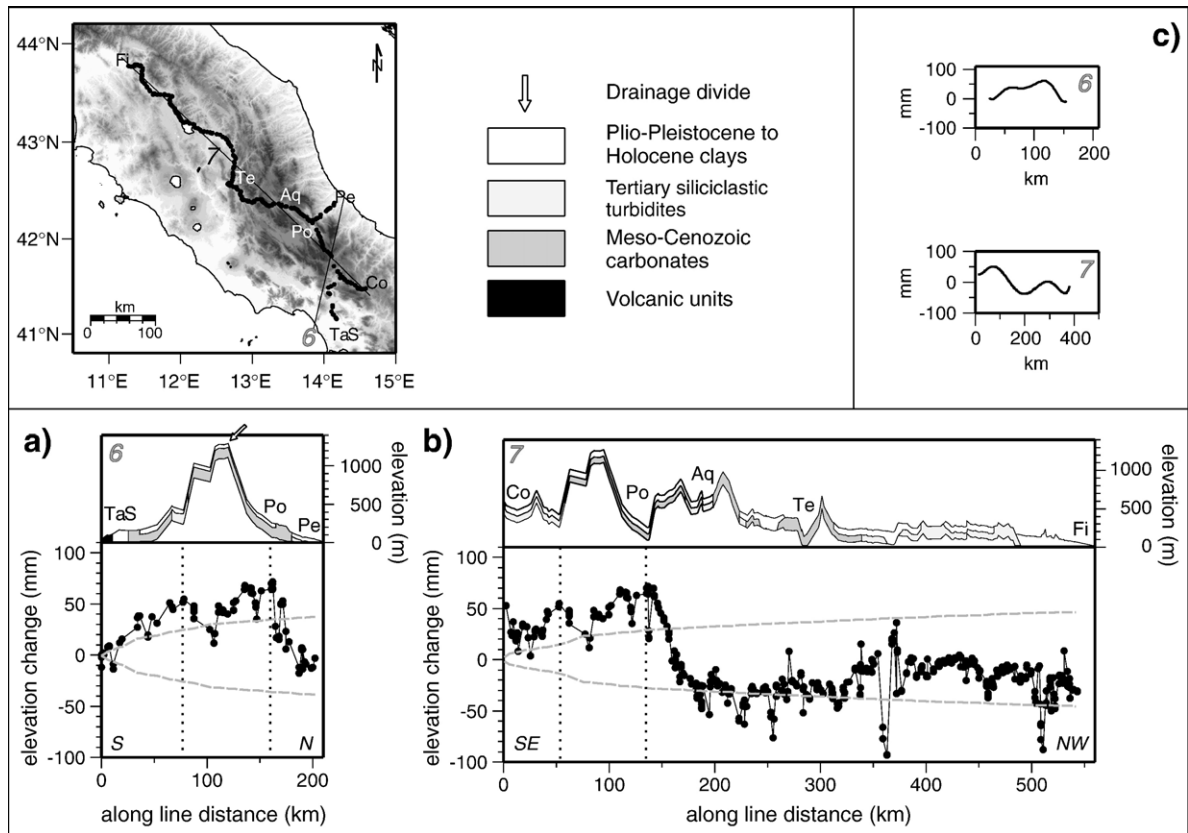 44°N
43°N
42°N
41°N
11°E 12°E 13°E 14°E 15°E
Fi
N
7
Te
Aq
Pe
Po
Co
km
0 100
6
TaS
Drainage divide
Plio-Pleistocene to
Holocene clays
Tertiary siliciclastic
turbidites
Meso-Cenozoic
carbonates
Volcanic units
c)
6
mm
100
0
-100
0 100 200
km
7
mm
100
0
-100
0 200 400
km
a)
6
TaS
Po
Pe
1000
500
0
elevation (m)
elevation change (mm)
100
50
0
-50
-100
S N
0 100 200
along line distance (km)
b)
7
Co
Po
Aq
Te
Fi
1000
500
0
elevation (m)
elevation change (mm)
100
50
0
-50
-100
SE NW
0 50 100 150 200 250 300 350 400 450 500
along line distance (km)